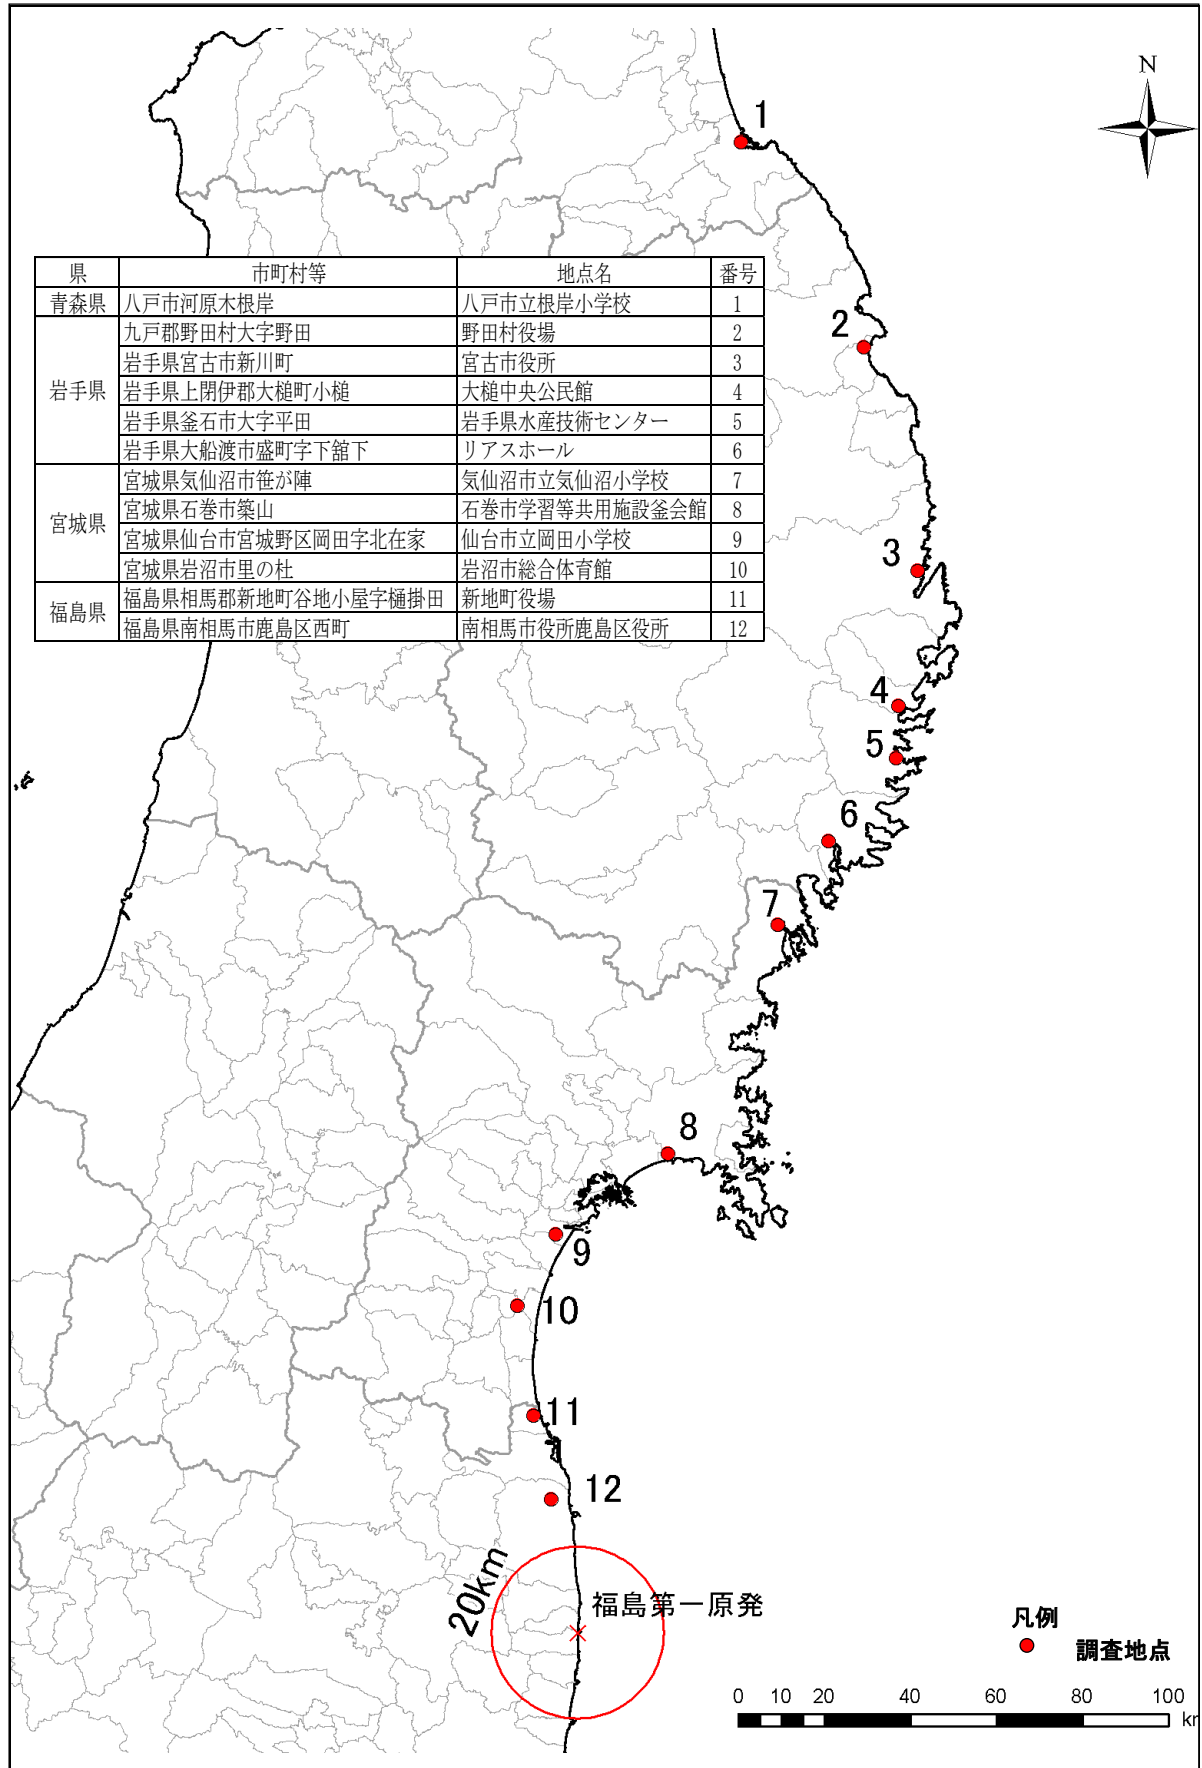 N
1
県 市町村等 地点名 番号
青森県 八戸市河原木根岸 八戸市立根岸小学校 1
岩手県 九戸郡野田村大字野田 野田村役場 2
岩手県宮古市新川町 宮古市役所 3
岩手県上閉伊郡大槌町小槌 大槌中央公民館 4
岩手県釜石市大字平田 岩手県水産技術センター 5
岩手県大船渡市盛町字下舘下 リアスホール 6
宮城県 宮城県気仙沼市笹が陣 気仙沼市立気仙沼小学校 7
宮城県石巻市築山 石巻市学習等共用施設釜会館 8
宮城県仙台市宮城野区岡田字北在家 仙台市立岡田小学校 9
宮城県岩沼市里の杜 岩沼市総合体育館 10
福島県 福島県相馬郡新地町谷地小屋字樋掛田 新地町役場 11
福島県南相馬市鹿島区西町 南相馬市役所鹿島区役所 12
2
3
4
5
6
7
8
9
10
11
12
20km
福島第一原発
凡例
調査地点
0 10 20 40 60 80 100
km